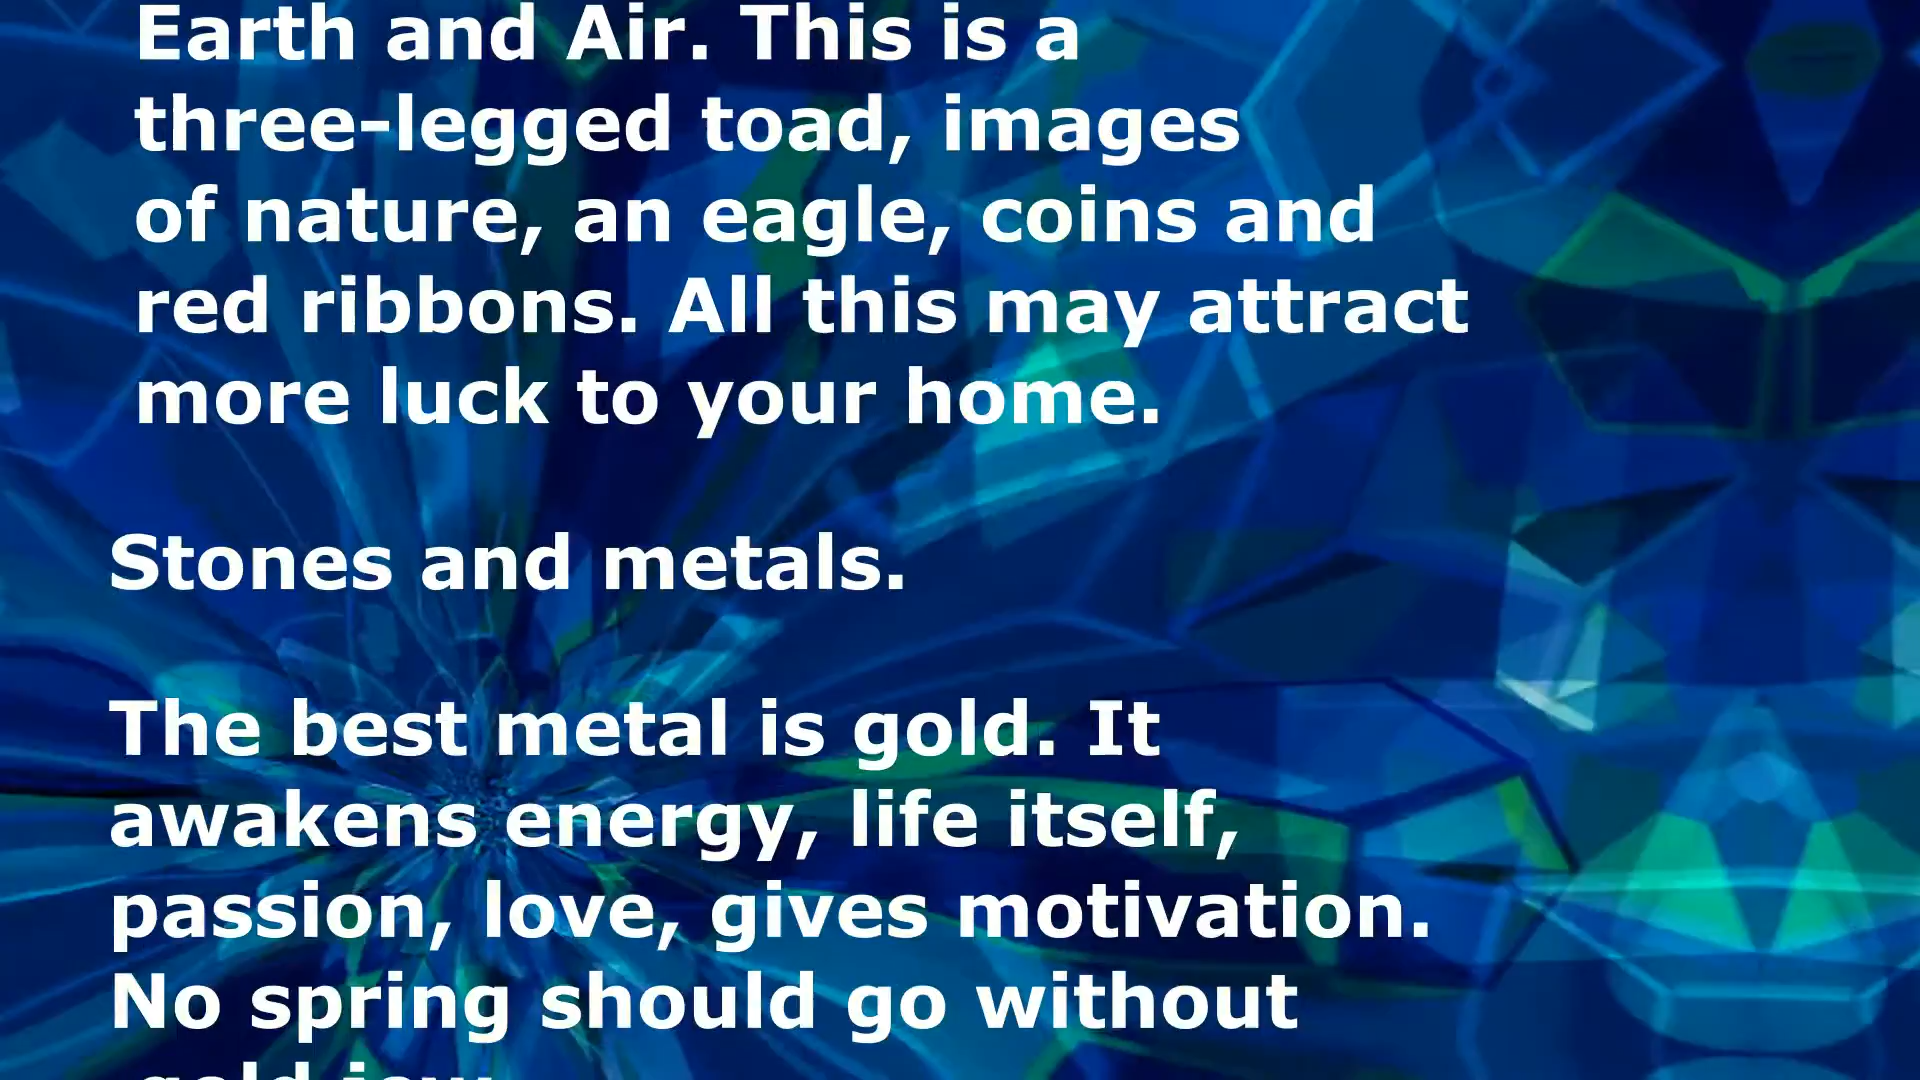 Earth and Air. This is a
three-legged toad, images
of nature, an eagle, coins and
red ribbons. All this may attract
more luck to your home.
Stones and metals.
The best metal is gold. It
awakens energy, life itself,
passion, love, gives motivation.
No spring should go without
gold